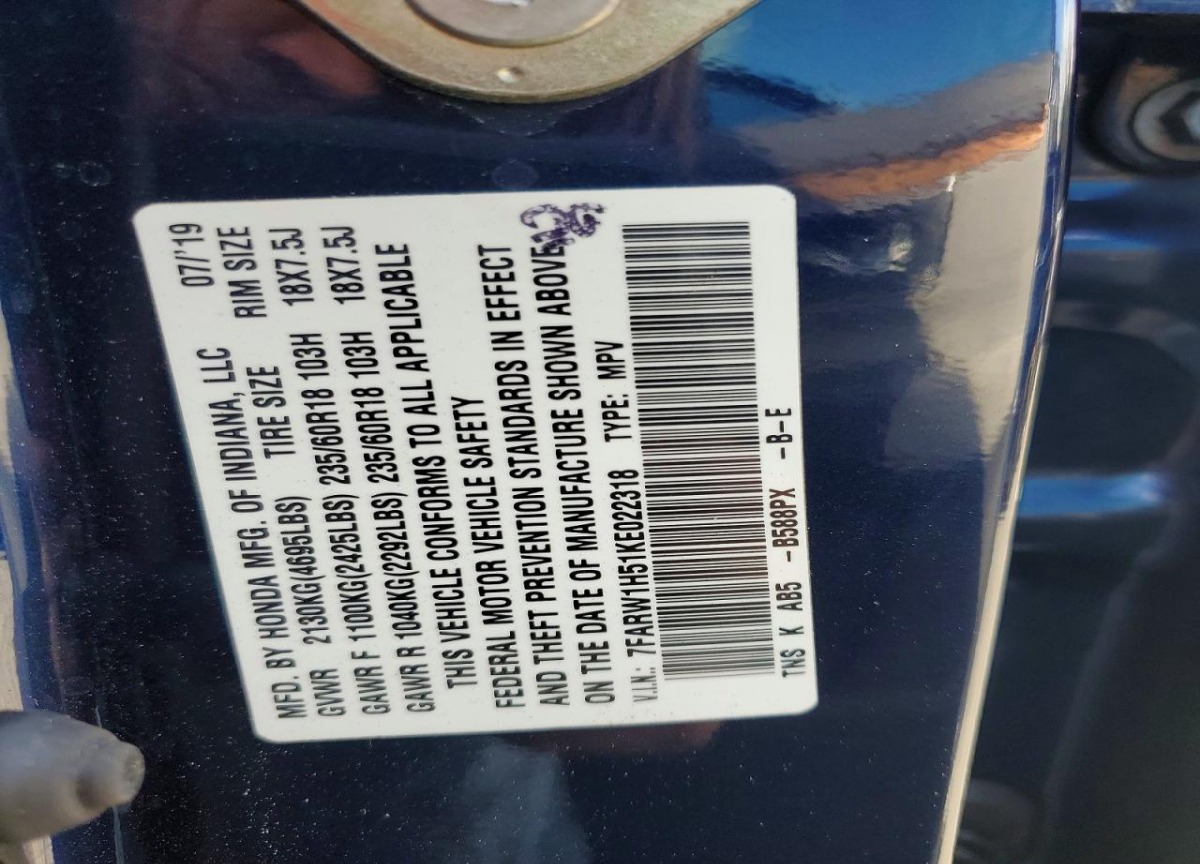 MFD. BY HONDA MFG. OF INDIANA, LLC 07/'19
GVWR 2130KG(4695LBS) TIRE SIZE RIM SIZE
GAWR F 1100KG(2425LBS) 235/60R18 103H 18X7.5J
GAWR R 1040KG(2292LBS) 235/60R18 103H 18X7.5J
THIS VEHICLE CONFORMS TO ALL APPLICABLE
FEDERAL MOTOR VEHICLE SAFETY
AND THEFT PREVENTION STANDARDS IN EFFECT
ON THE DATE OF MANUFACTURE SHOWN ABOVE
V.I.N.: 7FARW1H51KE022318 TYPE: MPV
TNS K AB5 -B588PX -B-E